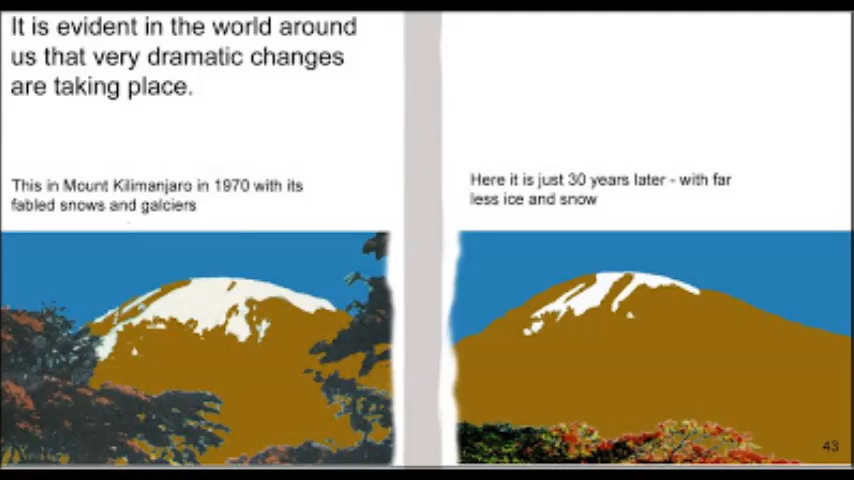 It is evident in the world around
us that very dramatic changes
are taking place.
This in Mount Kilimanjaro in 1970 with its
fabled snows and galciers
Here it is just 30 years later - with far
less ice and snow
43